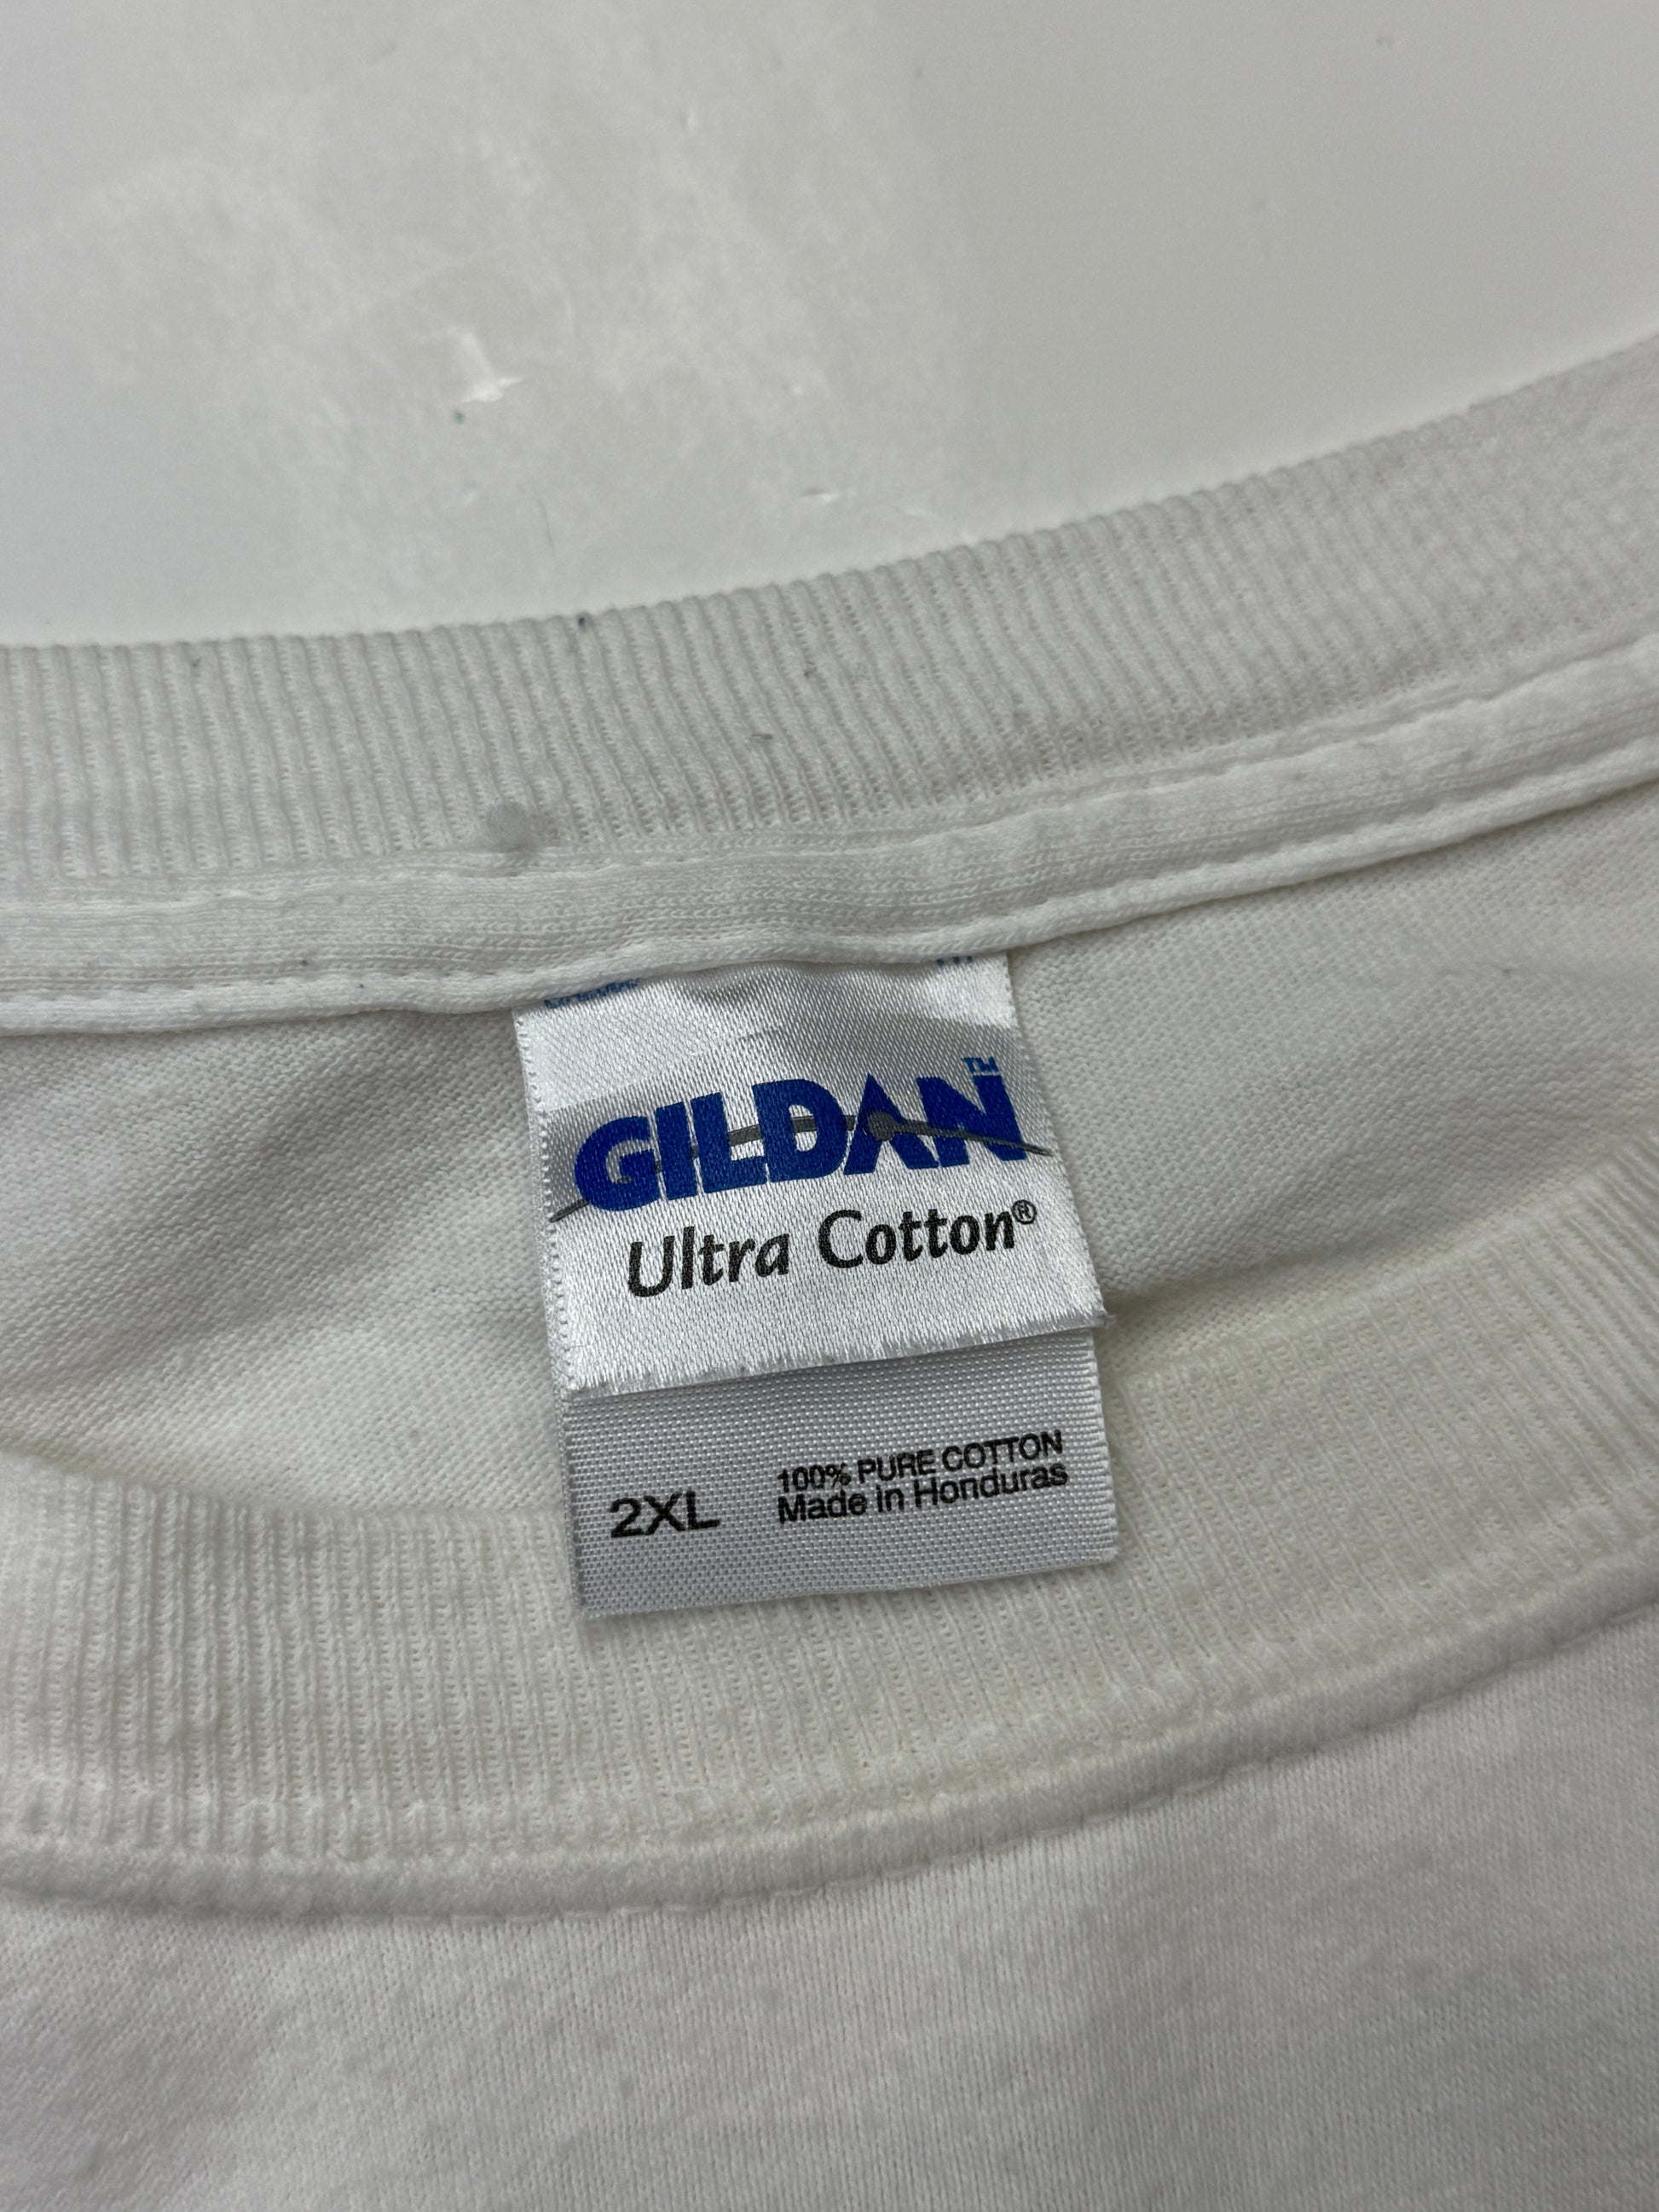 GILDAN™
Ultra Cotton®
2XL
100% PURE COTTON
Made in Honduras